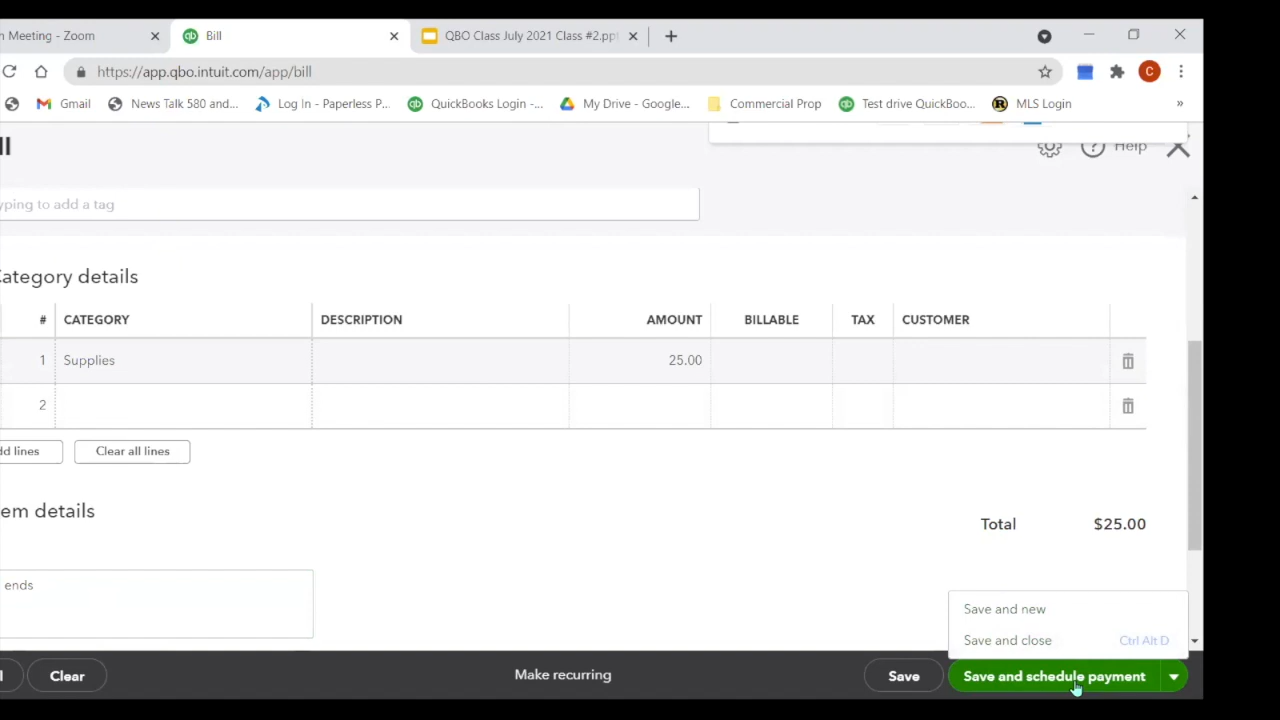 Meeting - Zoom
Bill
QBO Class July 2021 Class #2.ppt
https://app.qbo.intuit.com/app/bill
C
Gmail
News Talk 580 and...
Log In - Paperless P...
QuickBooks Login -...
My Drive - Google...
Commercial Prop
Test drive QuickBoo...
MLS Login
»
ll
? Help
yping to add a tag
Category details
# CATEGORY DESCRIPTION AMOUNT BILLABLE TAX CUSTOMER
1 Supplies 25.00
2
dd lines Clear all lines
em details
Total $25.00
ends
Save and new
Save and close Ctrl Alt D
l Clear Make recurring Save Save and schedule payment